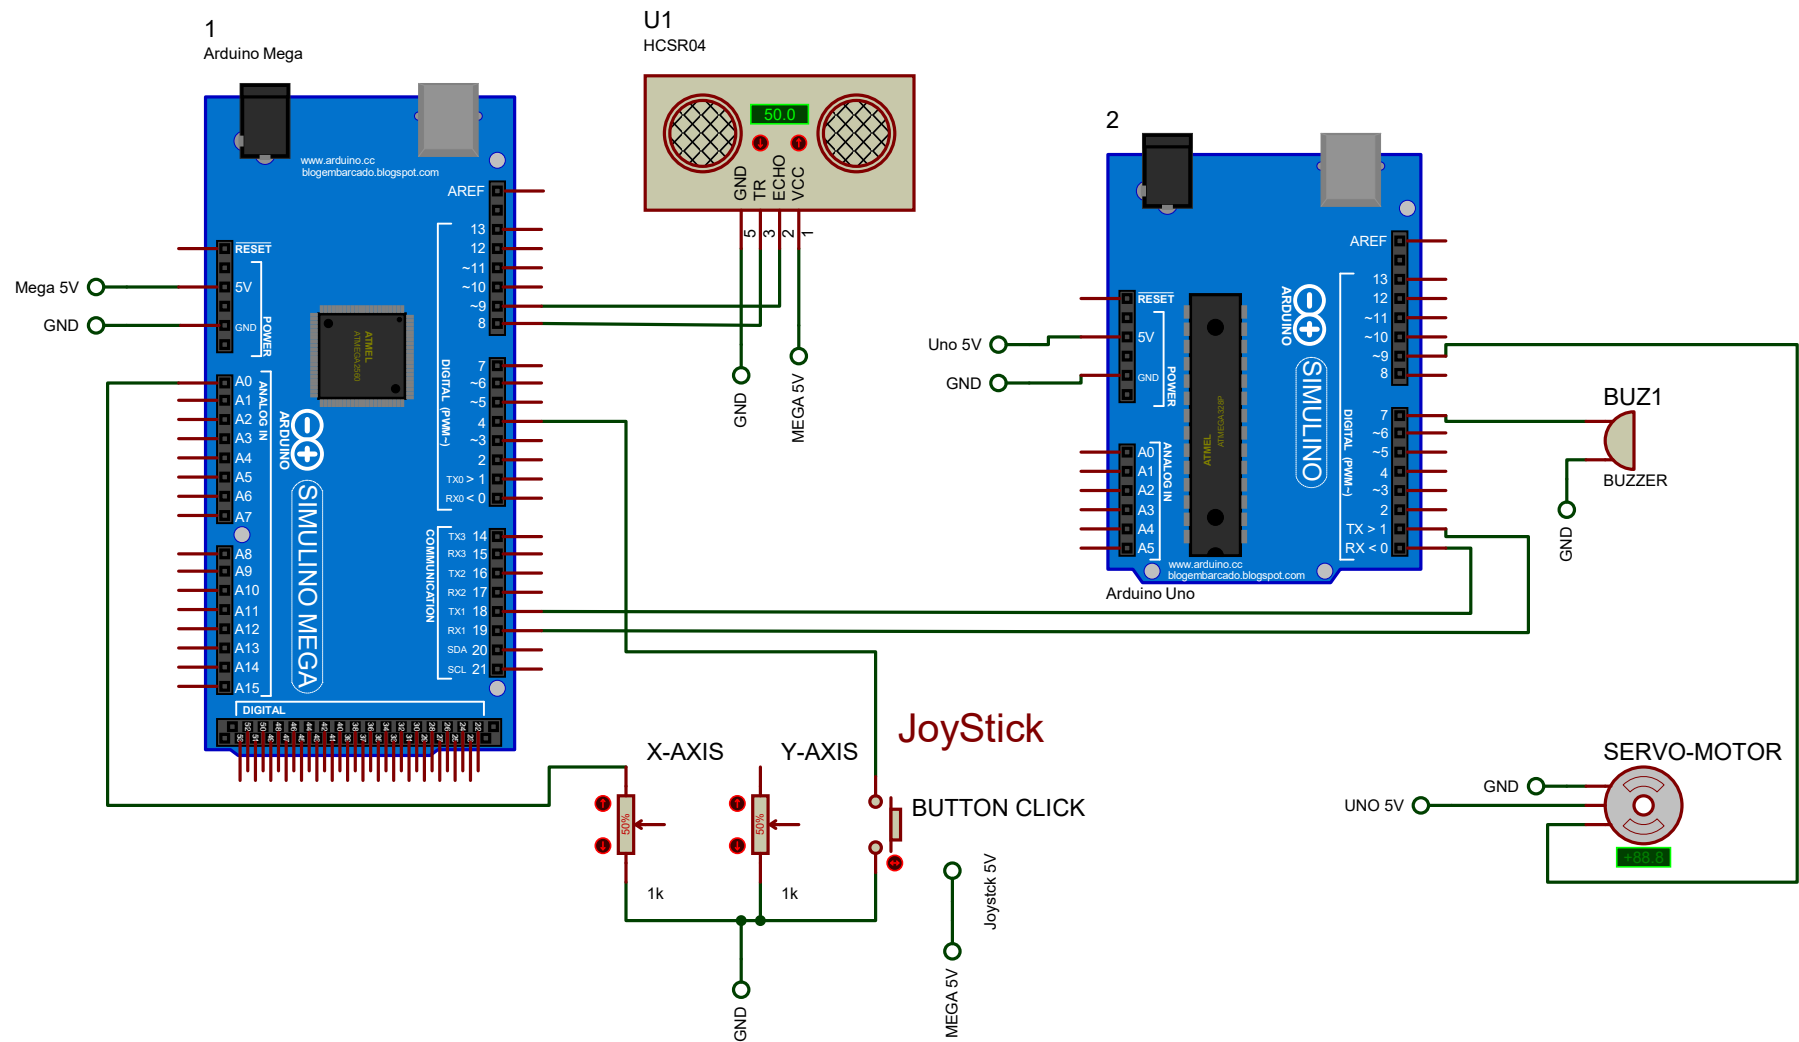 1
Arduino Mega
www.arduino.cc
blogembarcado.blogspot.com
AREF
13
12
~11
~10
~9
8
7
~6
~5
4
~3
2
TX0 > 1
RX0 < 0
TX3 14
RX3 15
TX2 16
RX2 17
TX1 18
RX1 19
SDA 20
SCL 21
RESET
5V
GND
POWER
Mega 5V
GND
A0
A1
A2
A3
A4
A5
A6
A7
A8
A9
A10
A11
A12
A13
A14
A15
ANALOG IN
ATMEL
ATMEGA2560
ARDUINO
SIMULINO MEGA
DIGITAL (PWM~)
COMMUNICATION
DIGITAL
U1
HCSR04
50.0
GND
TR
ECHO
VCC
5
3
2
1
GND
MEGA 5V
2
AREF
13
12
~11
~10
~9
8
7
~6
~5
4
~3
2
TX > 1
RX < 0
RESET
5V
GND
POWER
Uno 5V
GND
A0
A1
A2
A3
A4
A5
ANALOG IN
ATMEL
ATMEGA328P
ARDUINO
SIMULINO
DIGITAL (PWM~)
www.arduino.cc
blogembarcado.blogspot.com
Arduino Uno
BUZ1
BUZZER
GND
JoyStick
X-AXIS
Y-AXIS
50%
50%
1k
1k
BUTTON CLICK
GND
Joystck 5V
MEGA 5V
SERVO-MOTOR
GND
UNO 5V
+88.8